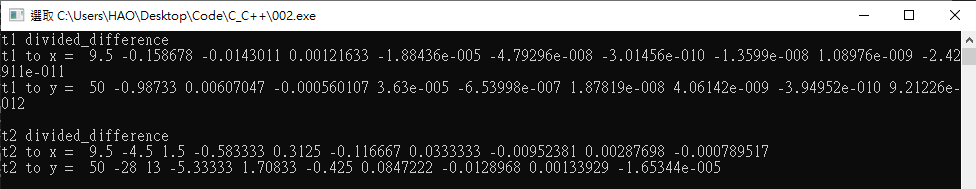 選取 C:\Users\HAO\Desktop\Code\C_C++\002.exe
t1 divided_difference
t1 to x =  9.5 -0.158678 -0.0143011 0.00121633 -1.88436e-005 -4.79296e-008 -3.01456e-010 -1.3599e-008 1.08976e-009 -2.42
911e-011
t1 to y =  50 -0.98733 0.00607047 -0.000560107 3.63e-005 -6.53998e-007 1.87819e-008 4.06142e-009 -3.94952e-010 9.21226e-
012
t2 divided_difference
t2 to x =  9.5 -4.5 1.5 -0.583333 0.3125 -0.116667 0.0333333 -0.00952381 0.00287698 -0.000789517
t2 to y =  50 -28 13 -5.33333 1.70833 -0.425 0.0847222 -0.0128968 0.00133929 -1.65344e-005